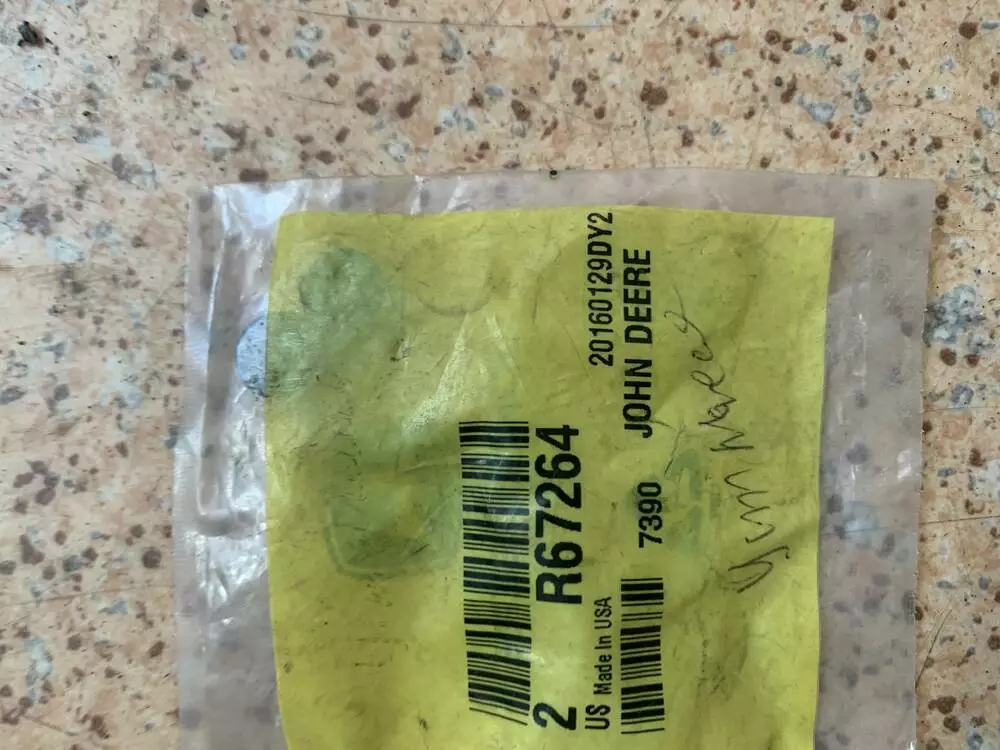 2 R67264
20160129DY2
US Made In USA
JOHN DEERE
7390